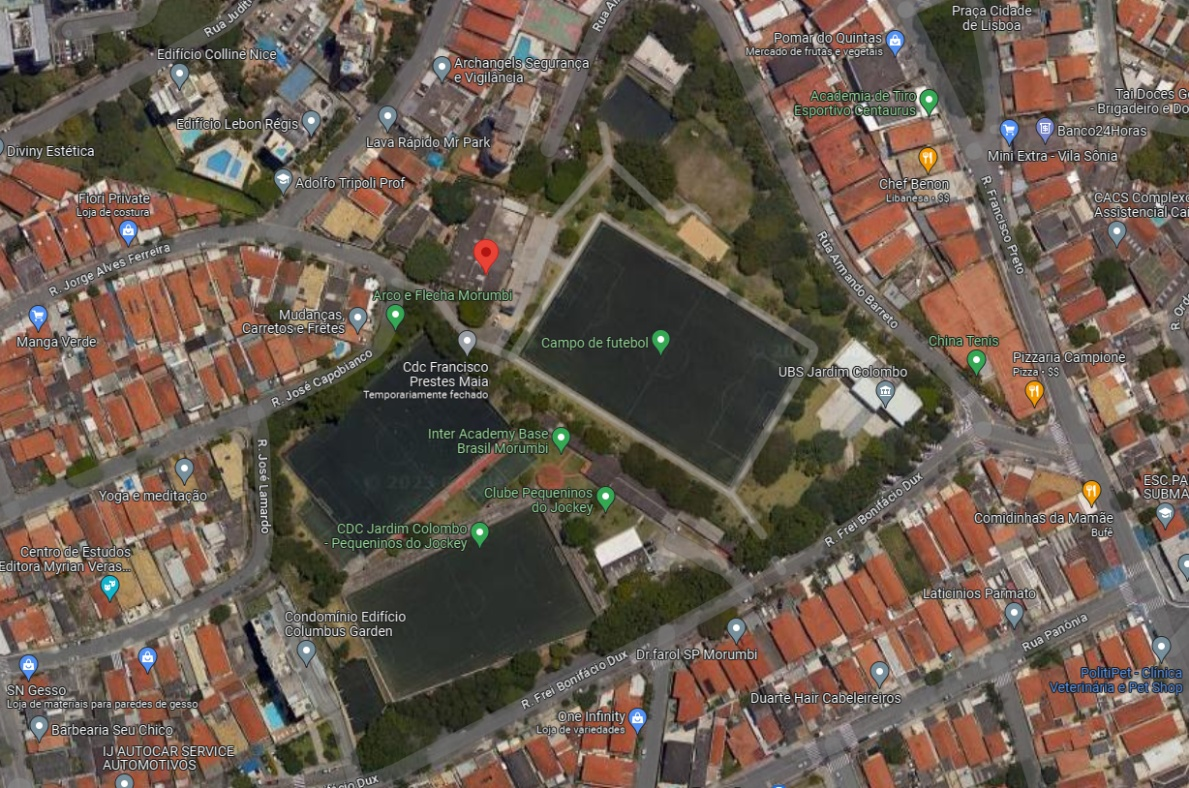 Rua Judito
Praça Cidade
de Lisboa
Pomar do Quintas
Mercado de frutas e vegetais
Edifício Colline Nice
Archangels Segurança
e Vigilância
Academia de Tiro
Esportivo Centaurus
Tai Doces G
- Brigadeiro e Do
Edifício Lebon Régis
Lava Rápido Mr Park
Banco24Horas
Diviny Estética
Mini Extra - Vila Sônia
Adolfo Tripoli Prof
Chef Benon
Libanesa · $$
Flori Private
Loja de costura
CACS Complexo
Assistencial Ca
R. Francisco Preto
R. Jorge Alves Ferreira
Rua Armando Barreto
Arco e Flecha Morumbi
Mudanças,
Carretos e Fretes
Manga Verde
Campo de futebol
China Tenis
Pizzaria Campione
Pizza · $$
Cdc Francisco
Prestes Maia
Temporariamente fechado
UBS Jardim Colombo
R. José Capobianco
Inter Academy Base
Brasil Morumbi
R. José Lamardo
Yoga e meditação
Clube Pequeninos
do Jockey
R. Frei Bonifácio Dux
ESC.PA
SUBMA
Comidinhas da Mamãe
Bufê
CDC Jardim Colombo
- Pequeninos do Jockey
Centro de Estudos
Editora Myrian Veras...
Laticinios Parmato
Condomínio Edifício
Columbus Garden
Rua Panônia
Dr.farol SP Morumbi
PolitiPet - Clínica
Veterinária e Pet Shop
SN Gesso
Loja de materiais para paredes de gesso
R. Frei Bonifácio Dux
Duarte Hair Cabeleireiros
Barbearia Seu Chico
One Infinity
Loja de variedades
IJ AUTOCAR SERVICE
AUTOMOTIVOS
fácio Dux